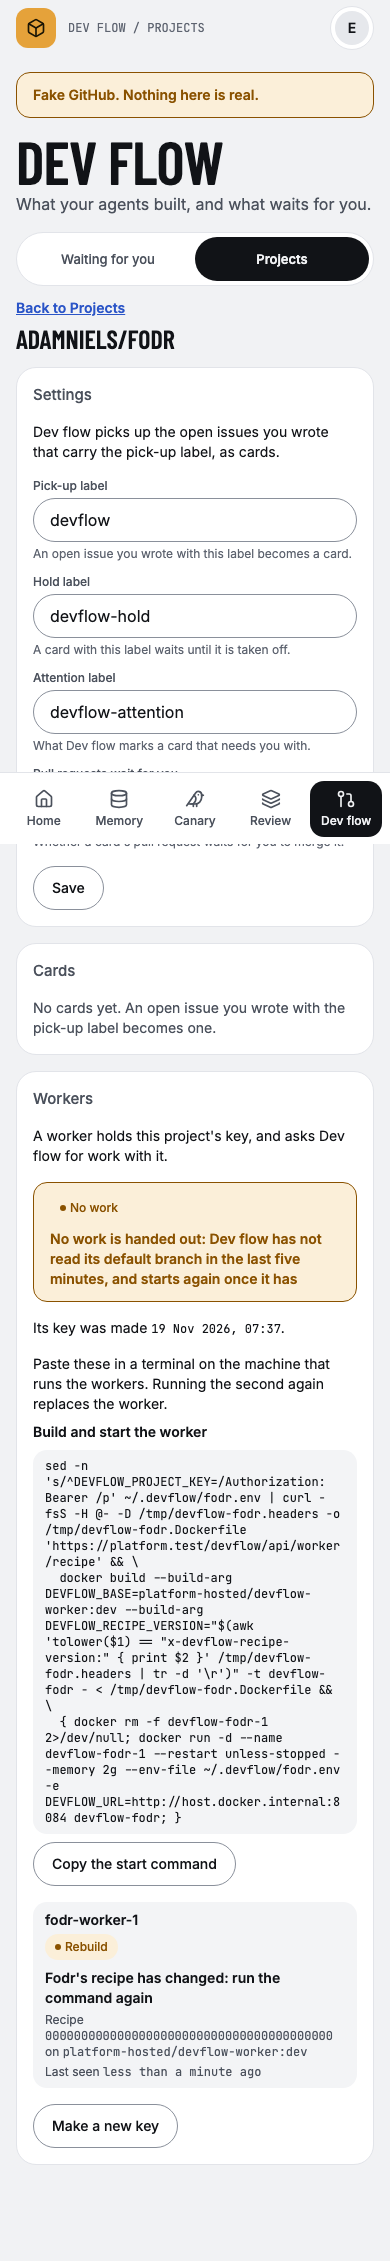 DEV FLOW / PROJECTS
E
Fake GitHub. Nothing here is real.
DEV FLOW
What your agents built, and what waits for you.
Waiting for you
Projects
Back to Projects
ADAMNIELS/FODR
Settings
Dev flow picks up the open issues you wrote
that carry the pick-up label, as cards.
Pick-up label
devflow
An open issue you wrote with this label becomes a card.
Hold label
devflow-hold
A card with this label waits until it is taken off.
Attention label
devflow-attention
What Dev flow marks a card that needs you with.
Home
Memory
Canary
Review
Dev flow
Save
Cards
No cards yet. An open issue you wrote with the
pick-up label becomes one.
Workers
A worker holds this project's key, and asks Dev
flow for work with it.
No work
No work is handed out: Dev flow has not
read its default branch in the last five
minutes, and starts again once it has
Its key was made 19 Nov 2026, 07:37.
Paste these in a terminal on the machine that
runs the workers. Running the second again
replaces the worker.
Build and start the worker
sed -n
's/^DEVFLOW_PROJECT_KEY=/Authorization:
Bearer /p' ~/.devflow/fodr.env | curl -
fsS -H @- -D /tmp/devflow-fodr.headers -o
/tmp/devflow-fodr.Dockerfile
'https://platform.test/devflow/api/worker
/recipe' && \
docker build --build-arg
DEVFLOW_BASE=platform-hosted/devflow-
worker:dev --build-arg
DEVFLOW_RECIPE_VERSION="$(awk
'tolower($1) == "x-devflow-recipe-
version:" { print $2 }' /tmp/devflow-
fodr.headers | tr -d '\r')" -t devflow-
fodr - < /tmp/devflow-fodr.Dockerfile &&
\
{ docker rm -f devflow-fodr-1
2>/dev/null; docker run -d --name
devflow-fodr-1 --restart unless-stopped -
-memory 2g --env-file ~/.devflow/fodr.env
-e
DEVFLOW_URL=http://host.docker.internal:8
084 devflow-fodr; }
Copy the start command
fodr-worker-1
Rebuild
Fodr's recipe has changed: run the
command again
Recipe
0000000000000000000000000000000000000000
on platform-hosted/devflow-worker:dev
Last seen less than a minute ago
Make a new key